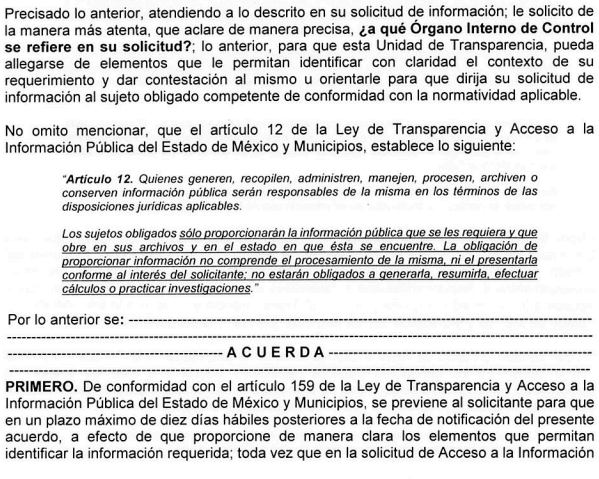 Precisado lo anterior, atendiendo a lo descrito en su solicitud de información; le solicito de
la manera más atenta, que aclare de manera precisa, ¿a qué Órgano Interno de Control
se refiere en su solicitud?; lo anterior, para que esta Unidad de Transparencia, pueda
allegarse de elementos que le permitan identificar con claridad el contexto de su
requerimiento y dar contestación al mismo u orientarle para que dirija su solicitud de
información al sujeto obligado competente de conformidad con la normatividad aplicable.
No omito mencionar, que el artículo 12 de la Ley de Transparencia y Acceso a la
Información Pública del Estado de México y Municipios, establece lo siguiente:
“Artículo 12. Quienes generen, recopilen, administren, manejen, procesen, archiven o
conserven información pública serán responsables de la misma en los términos de las
disposiciones jurídicas aplicables.
Los sujetos obligados sólo proporcionarán la información pública que se les requiera y que
obre en sus archivos y en el estado en que ésta se encuentre. La obligación de
proporcionar información no comprende el procesamiento de la misma, ni el presentarla
conforme al interés del solicitante; no estarán obligados a generarla, resumirla, efectuar
cálculos o practicar investigaciones.”
Por lo anterior se: ------------------------------------------------------------
------------------------------------------------------------
------------------------------ A C U E R D A ------------------------------
------------------------------------------------------------
PRIMERO. De conformidad con el artículo 159 de la Ley de Transparencia y Acceso a la
Información Pública del Estado de México y Municipios, se previene al solicitante para que
en un plazo máximo de diez días hábiles posteriores a la fecha de notificación del presente
acuerdo, a efecto de que proporcione de manera clara los elementos que permitan
identificar la información requerida; toda vez que en la solicitud de Acceso a la Información